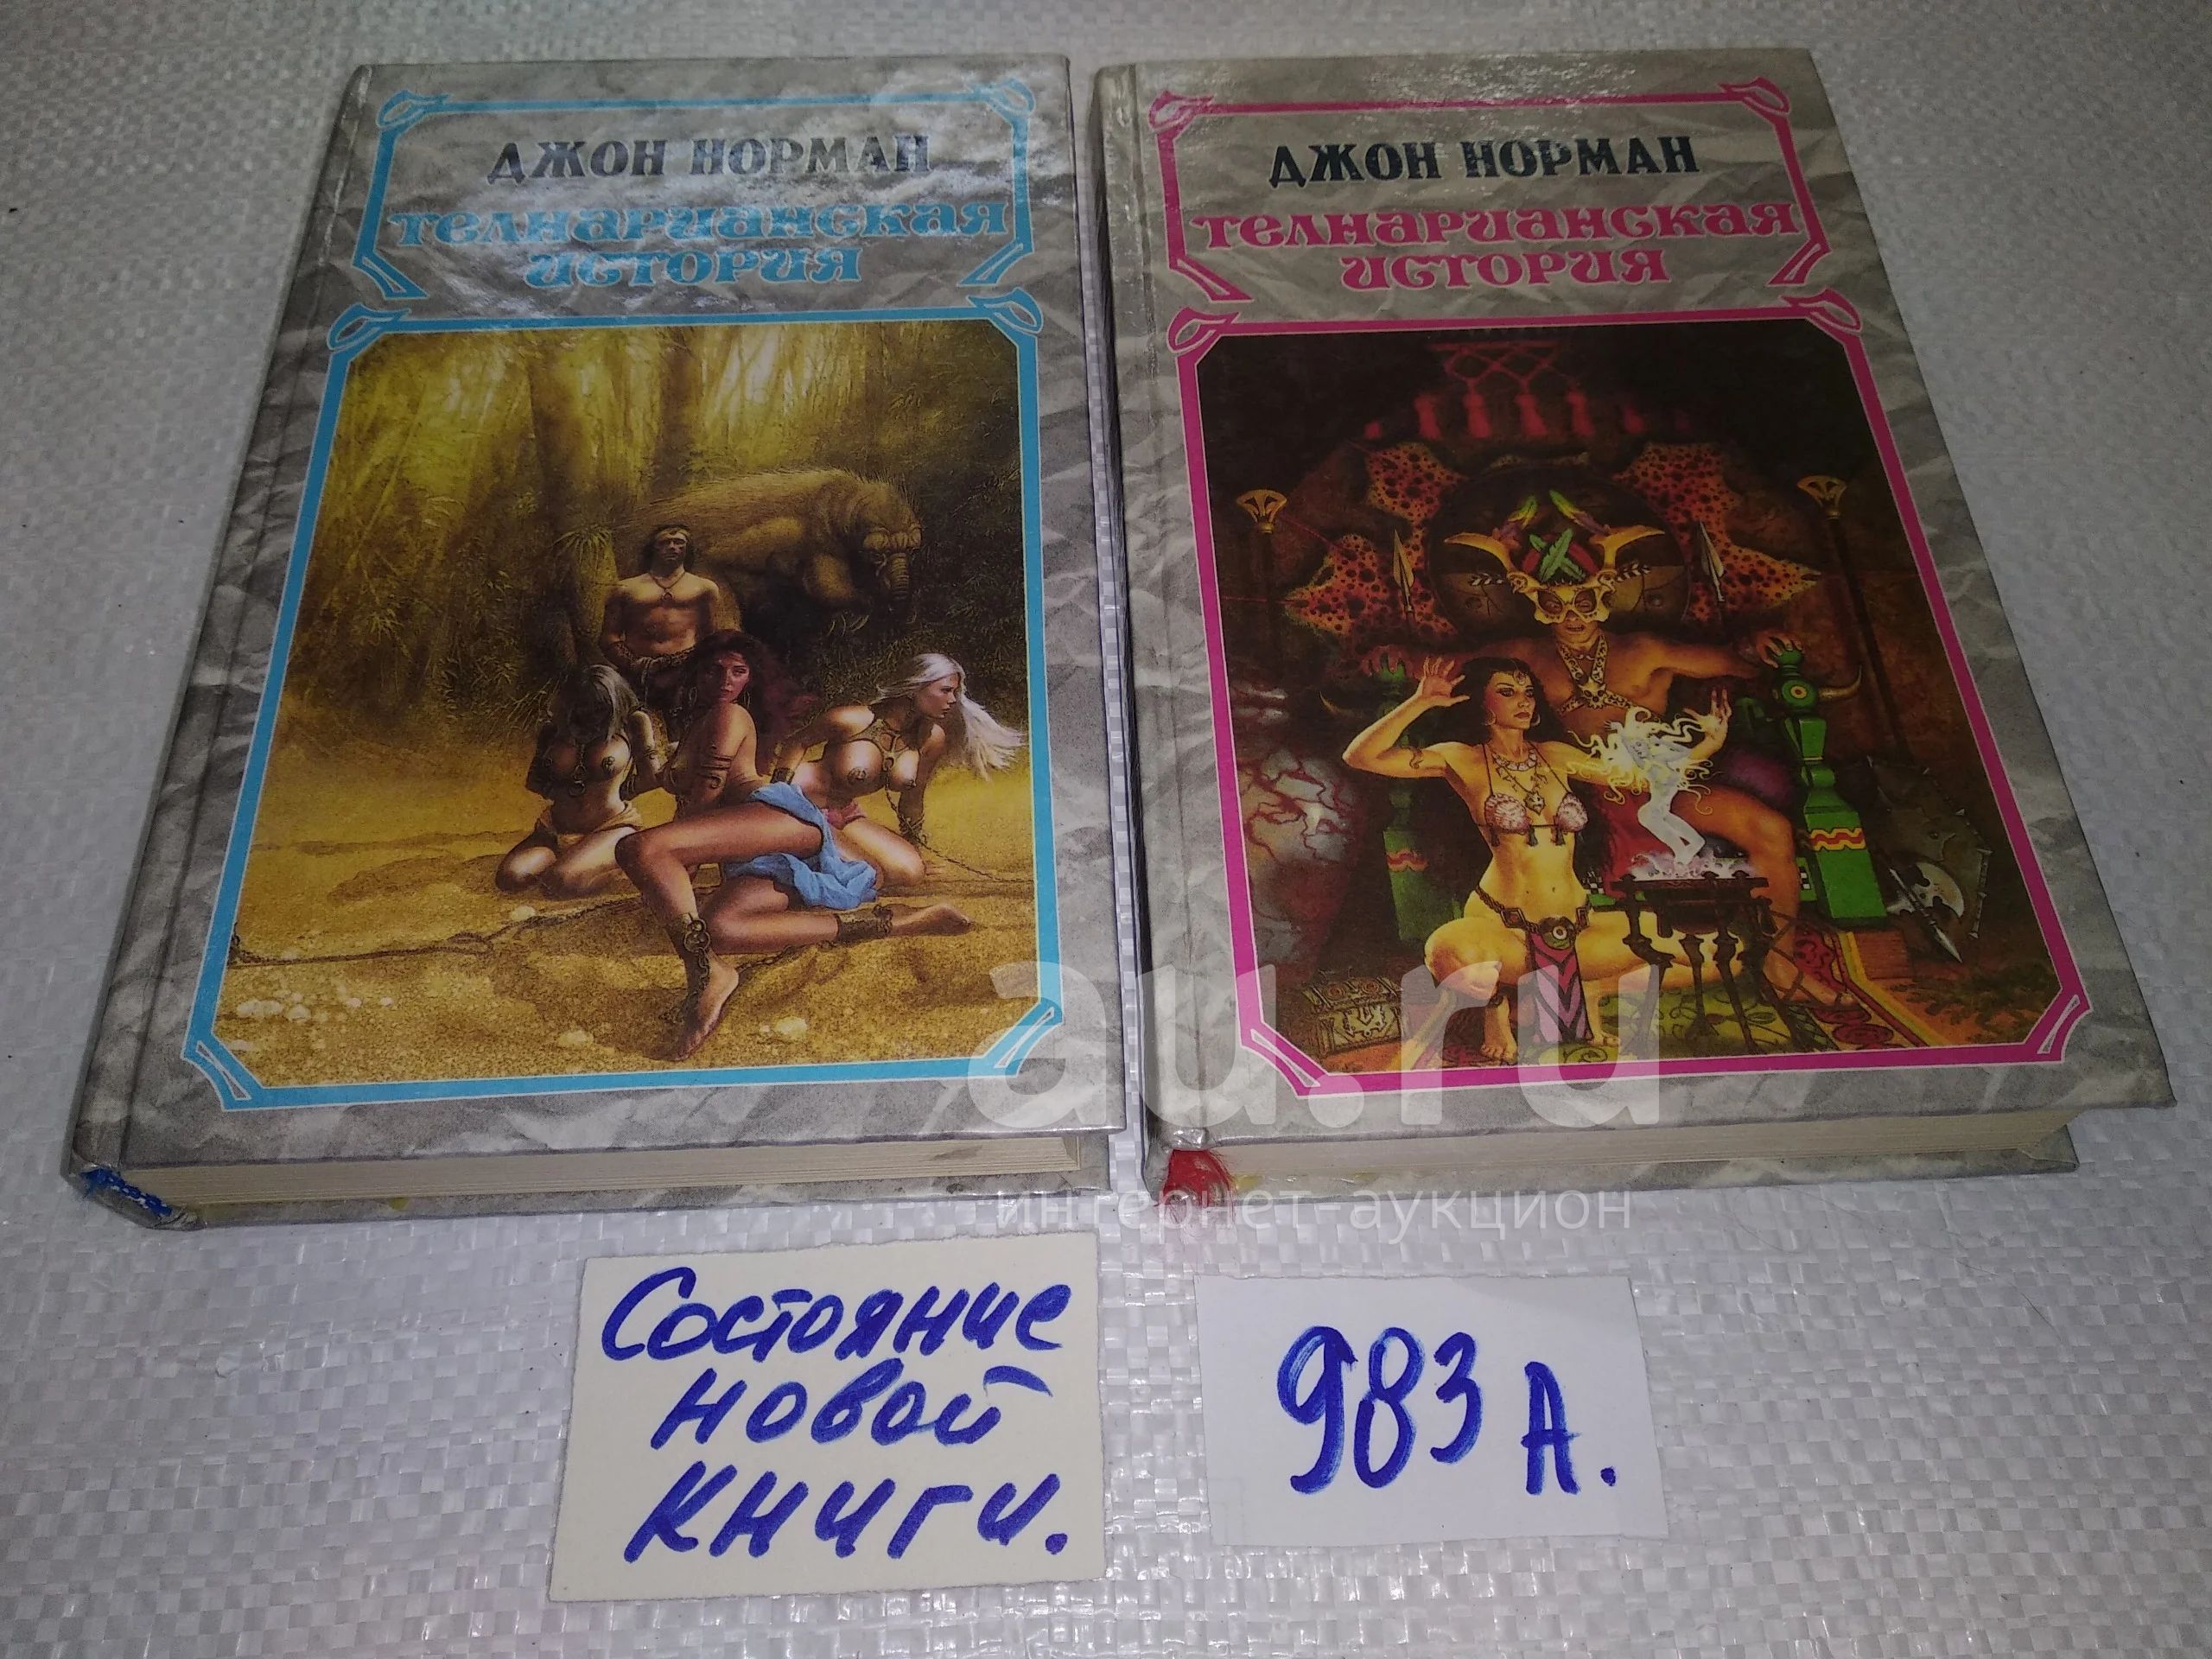 ДЖОН НОРМАН
ТЕЛНАРИАНСКАЯ
ИСТОРИЯ
ДЖОН НОРМАН
ТЕЛНАРИАНСКАЯ
ИСТОРИЯ
au.ru
интернет-аукцион
Состояние
новой
книги.
983 А.